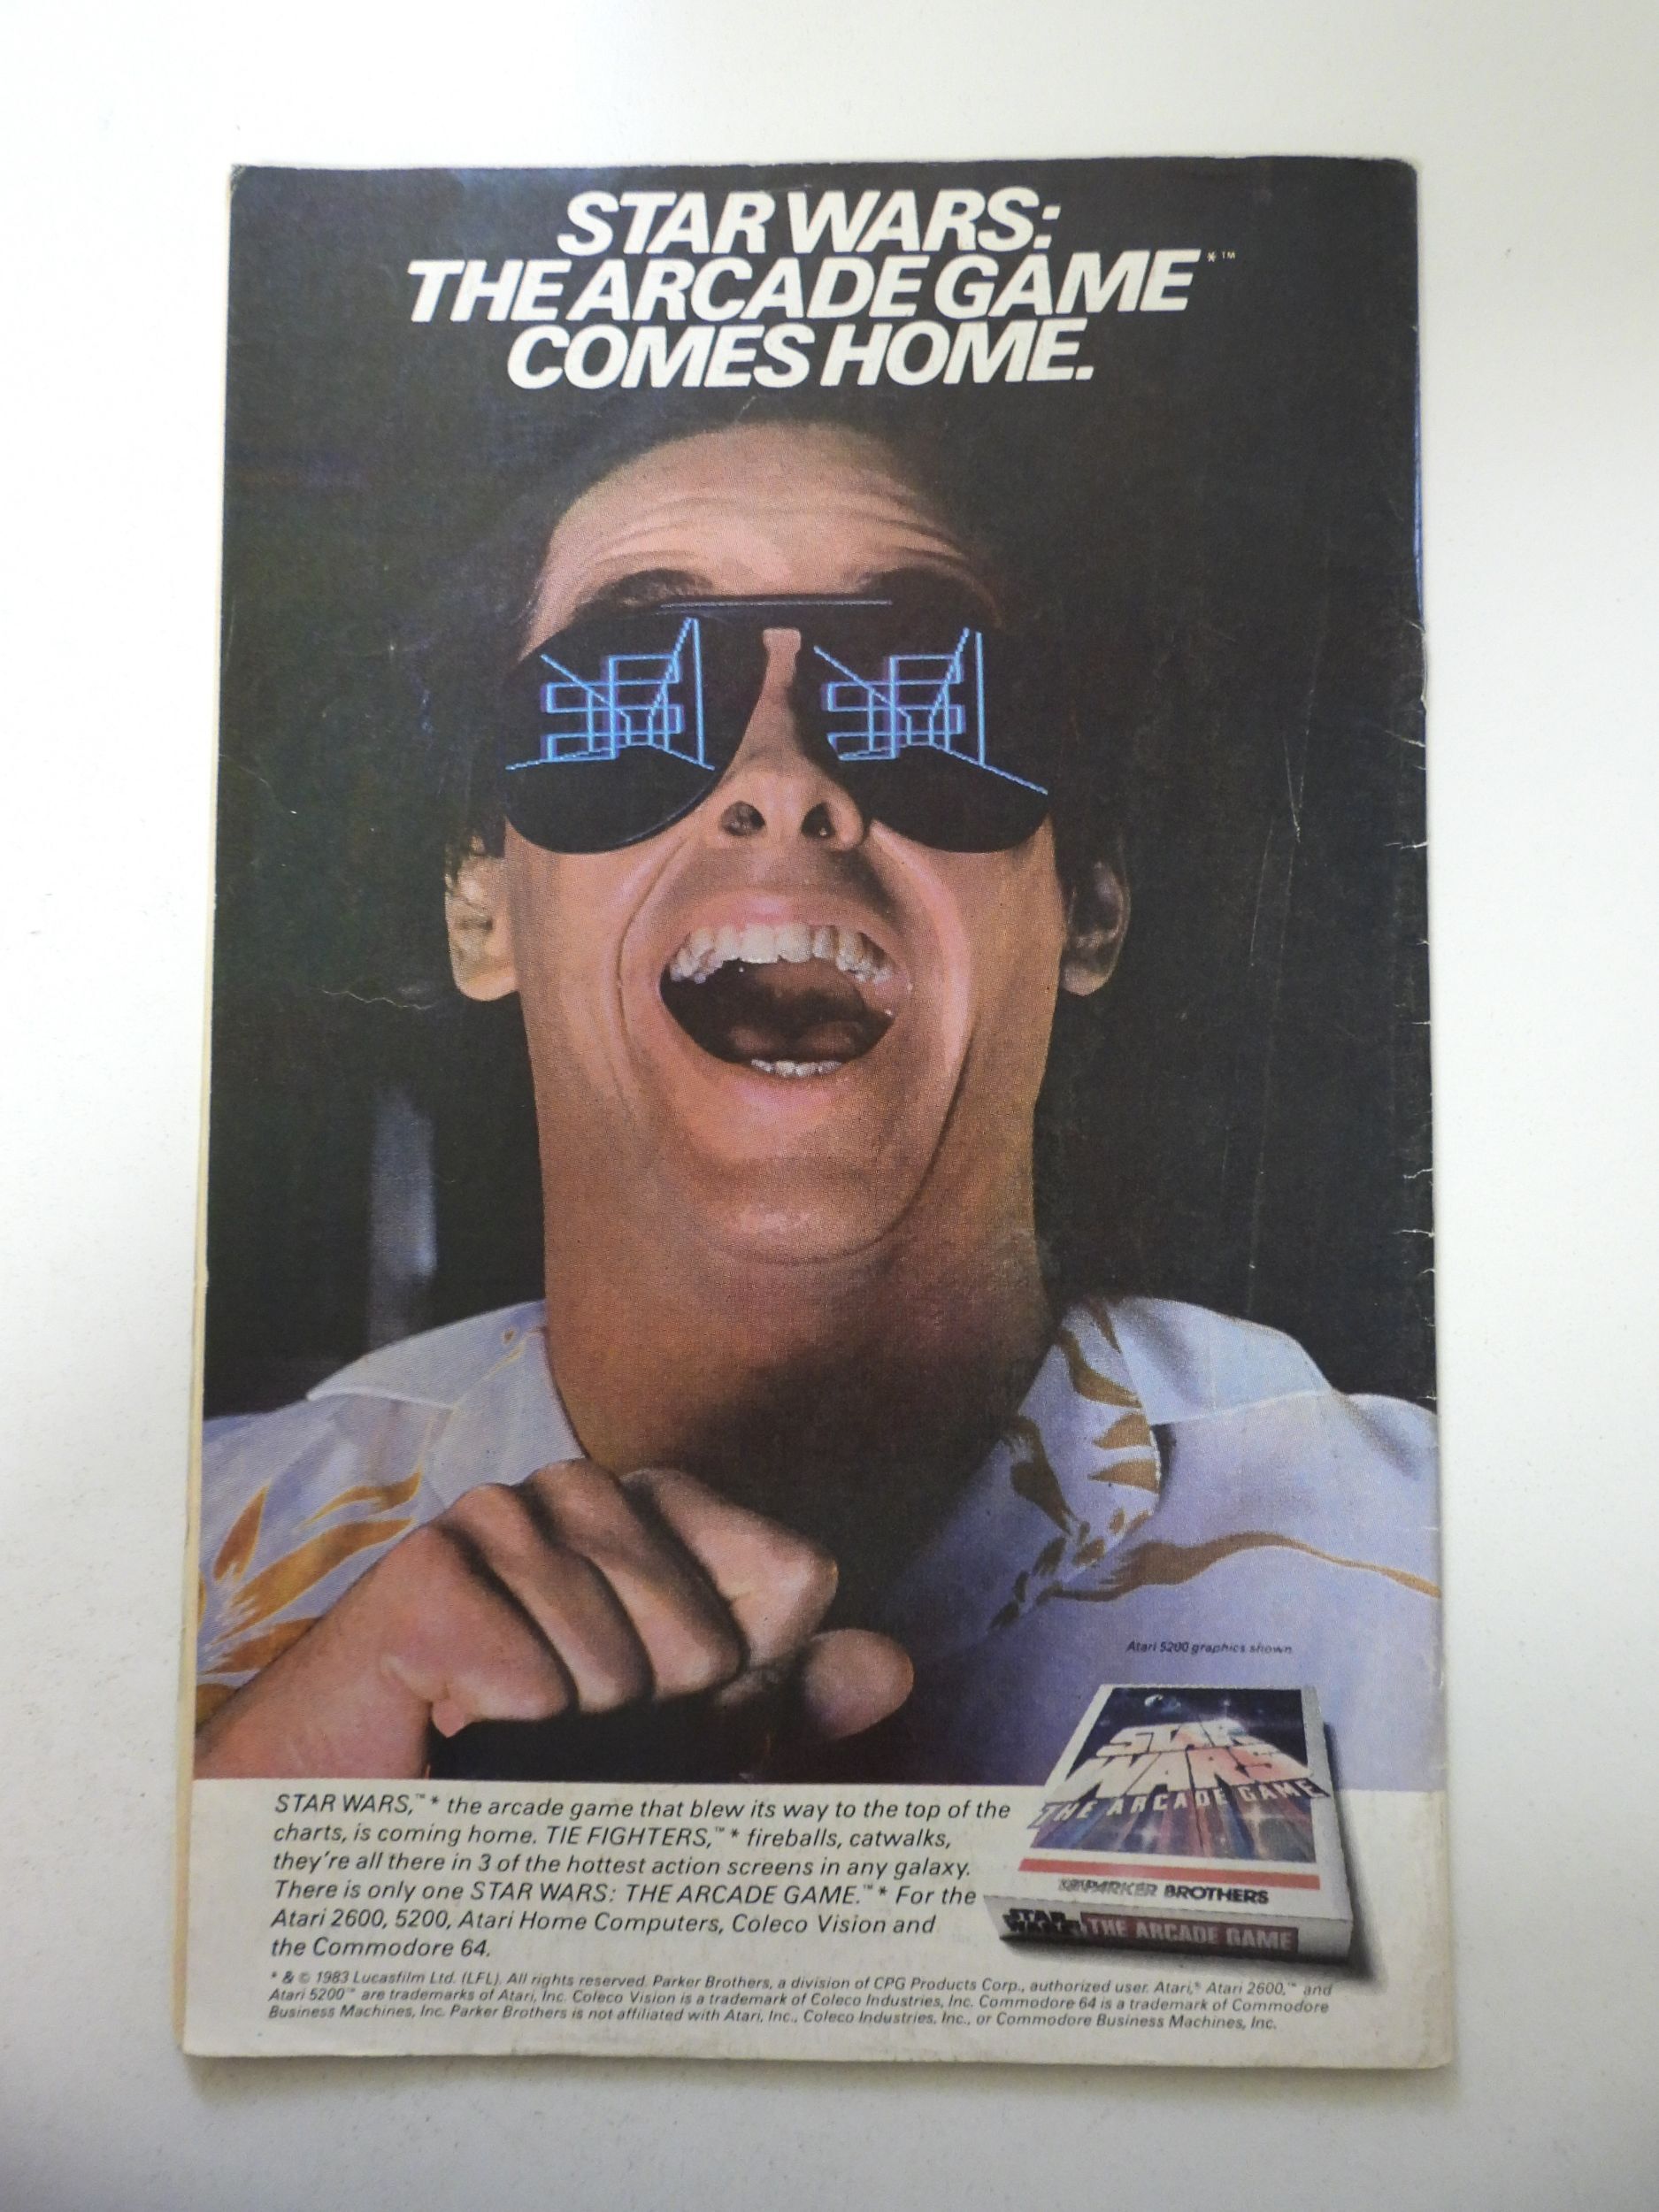 STAR WARS:
THE ARCADE GAME*™
COMES HOME.
Atari 5200 graphics shown
STAR
WARS
THE ARCADE GAME
PARKER BROTHERS
STAR
WARS THE ARCADE GAME
STAR WARS,™* the arcade game that blew its way to the top of the
charts, is coming home. TIE FIGHTERS,™* fireballs, catwalks,
they're all there in 3 of the hottest action screens in any galaxy.
There is only one STAR WARS: THE ARCADE GAME.™* For the
Atari 2600, 5200, Atari Home Computers, Coleco Vision and
the Commodore 64.
* & © 1983 Lucasfilm Ltd. (LFL). All rights reserved. Parker Brothers, a division of CPG Products Corp., authorized user. Atari,® Atari 2600,™ and
Atari 5200™ are trademarks of Atari, Inc. Coleco Vision is a trademark of Coleco Industries, Inc. Commodore 64 is a trademark of Commodore
Business Machines, Inc. Parker Brothers is not affiliated with Atari, Inc., Coleco Industries, Inc., or Commodore Business Machines, Inc.